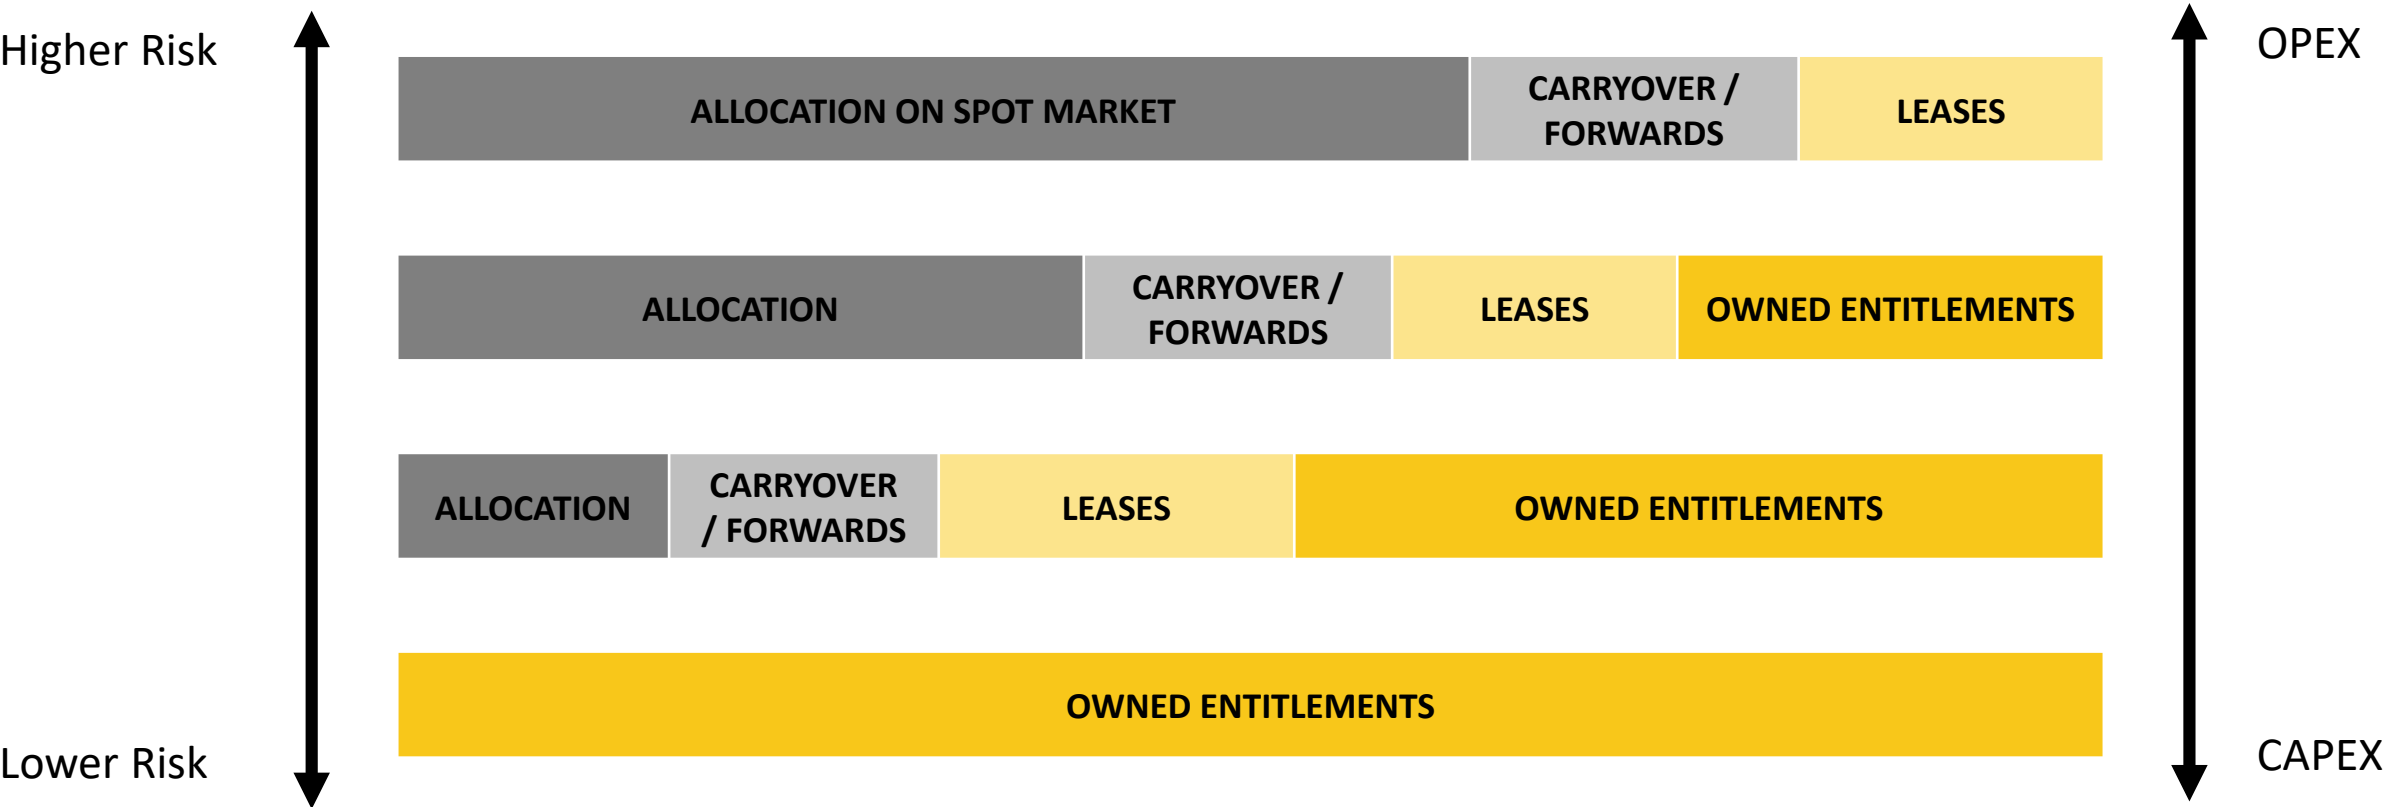 Higher Risk
OPEX
ALLOCATION ON SPOT MARKET
CARRYOVER /
FORWARDS
LEASES
ALLOCATION
CARRYOVER /
FORWARDS
LEASES
OWNED ENTITLEMENTS
ALLOCATION
CARRYOVER
/ FORWARDS
LEASES
OWNED ENTITLEMENTS
OWNED ENTITLEMENTS
Lower Risk
CAPEX